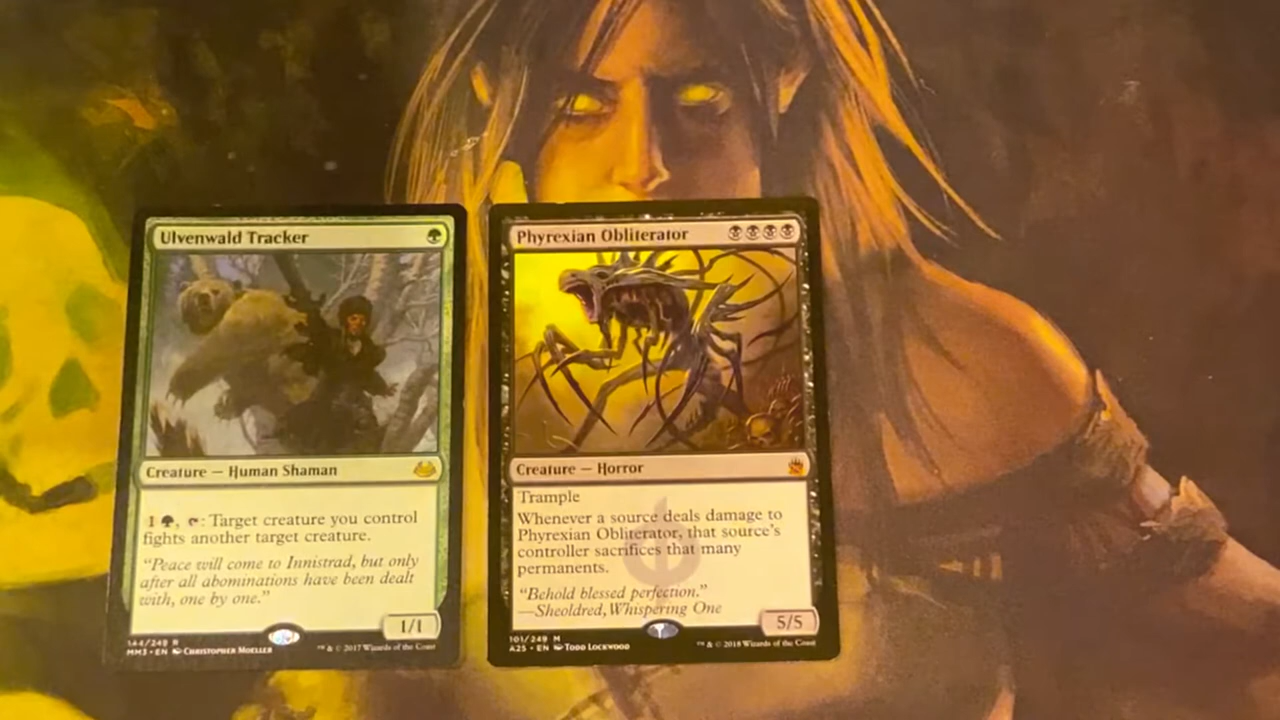 Ulvenwald Tracker
Creature — Human Shaman
1 , : Target creature you control
fights another target creature.
“Peace will come to Innistrad, but only
after all abominations have been dealt
with, one by one.”
1/1
144/249 R
MM3 • EN Christopher Moeller
™ & © 2017 Wizards of the Coast
Phyrexian Obliterator
Creature — Horror
Trample
Whenever a source deals damage to
Phyrexian Obliterator, that source’s
controller sacrifices that many
permanents.
“Behold blessed perfection.”
—Sheoldred, Whispering One
5/5
101/249 M
A25 • EN Todd Lockwood
™ & © 2018 Wizards of the Coast